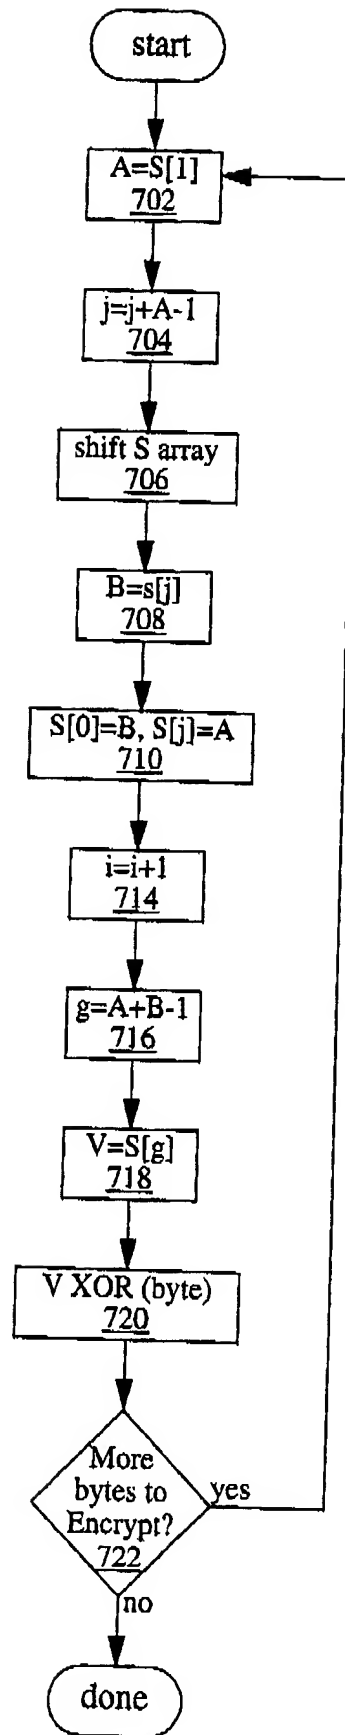 start
A=S[1]
702
j=j+A-1
704
shift S array
706
B=s[j]
708
S[0]=B, S[j]=A
710
i=i+1
714
g=A+B-1
716
V=S[g]
718
V XOR (byte)
720
More
bytes to
Encrypt?
722
yes
no
done